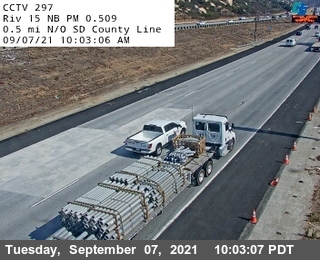 CCTV 297
Riv 15 NB PM 0.509
0.5 mi N/O SD County Line
09/07/21 10:03:06 AM
Tuesday, September 07, 2021 10:03:07 PDT